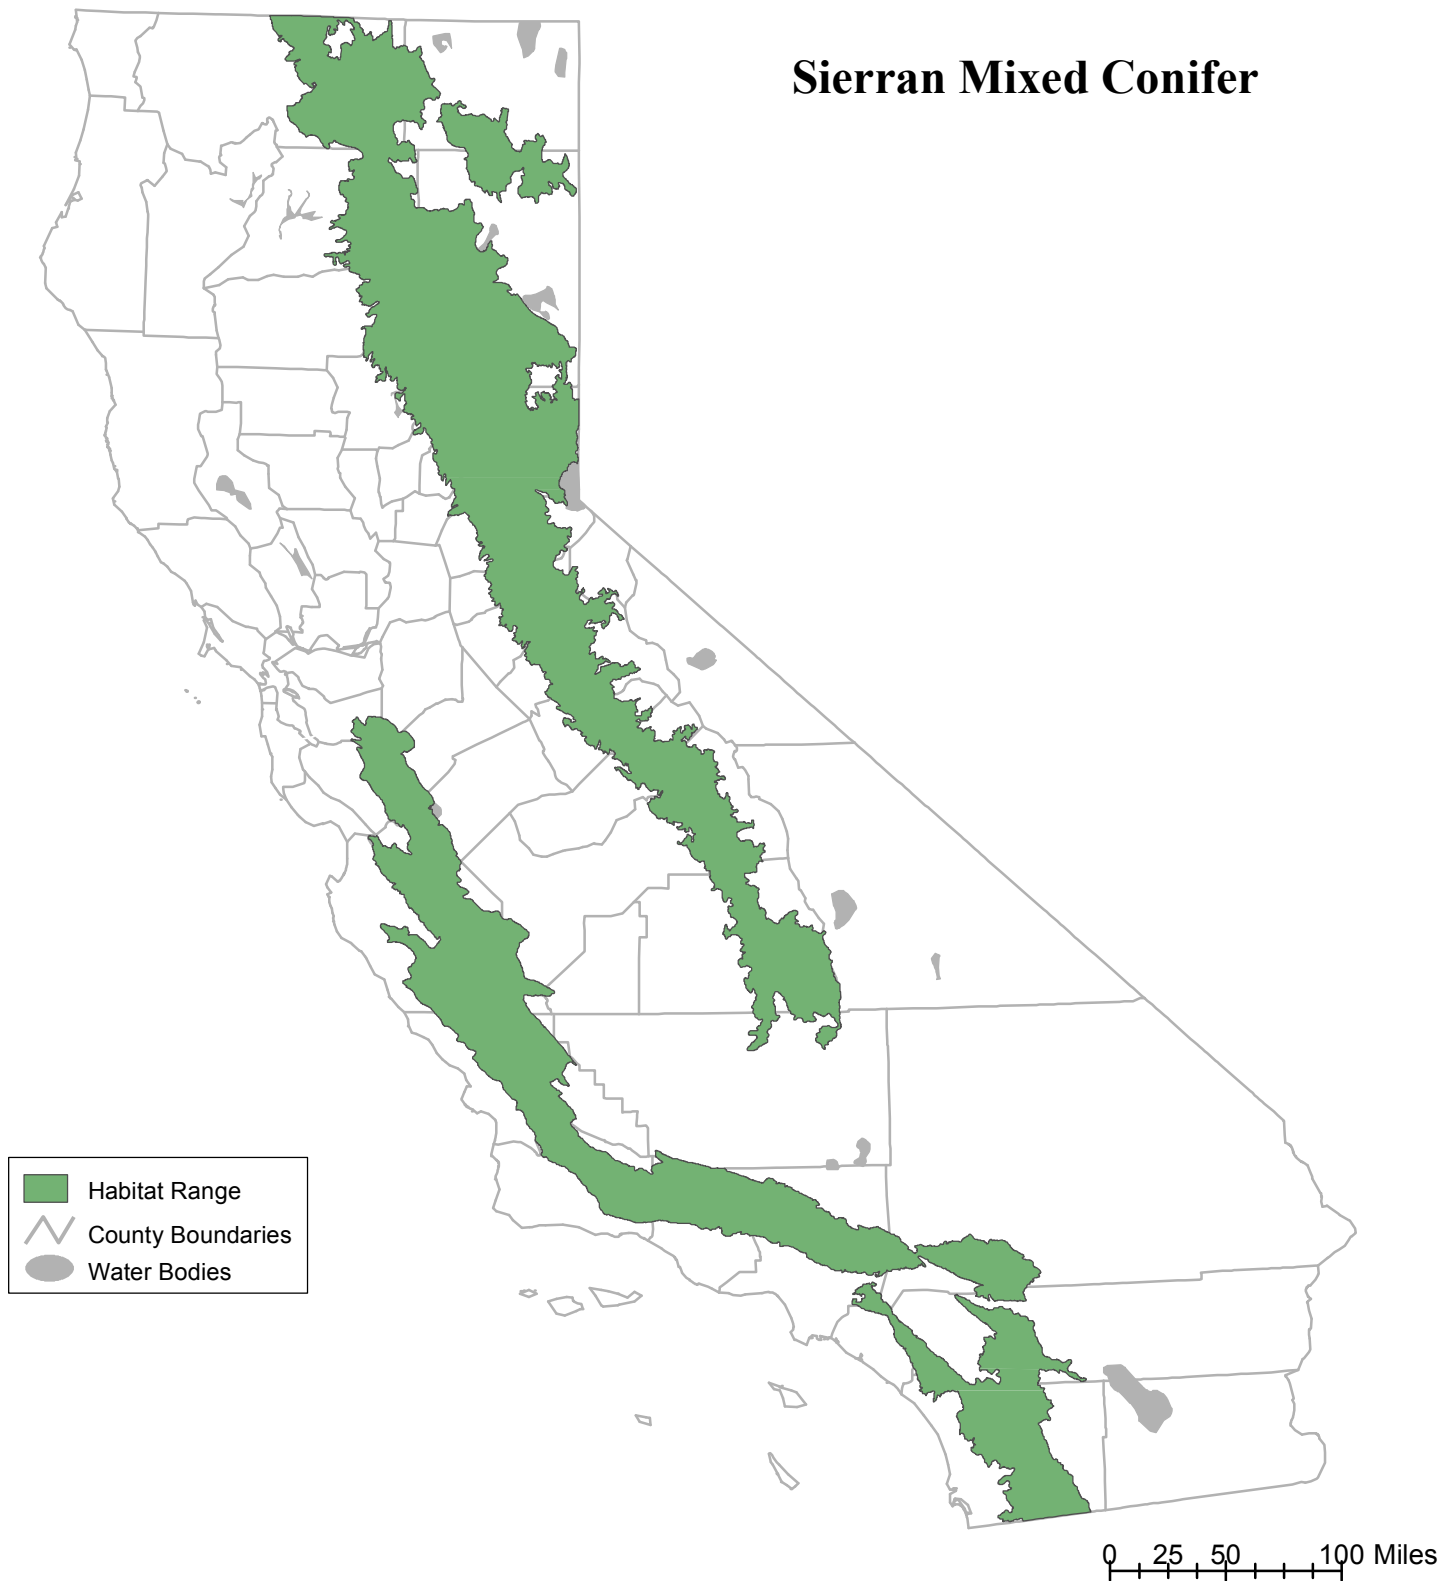 Sierran Mixed Conifer
Habitat Range
County Boundaries
Water Bodies
0 25 50 100 Miles